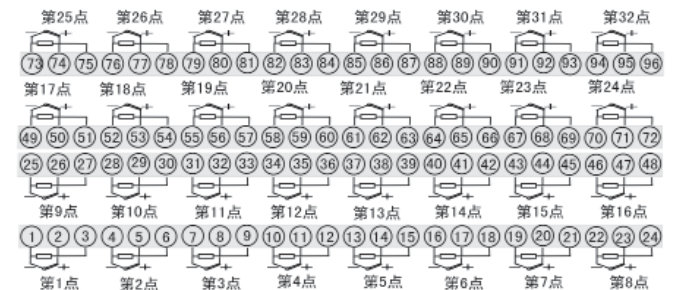 第25点 第26点 第27点 第28点 第29点 第30点 第31点 第32点
73 74 75 76 77 78 79 80 81 82 83 84 85 86 87 88 89 90 91 92 93 94 95 96
第17点 第18点 第19点 第20点 第21点 第22点 第23点 第24点
49 50 51 52 53 54 55 56 57 58 59 60 61 62 63 64 65 66 67 68 69 70 71 72
25 26 27 28 29 30 31 32 33 34 35 36 37 38 39 40 41 42 43 44 45 46 47 48
第9点 第10点 第11点 第12点 第13点 第14点 第15点 第16点
1 2 3 4 5 6 7 8 9 10 11 12 13 14 15 16 17 18 19 20 21 22 23 24
第1点 第2点 第3点 第4点 第5点 第6点 第7点 第8点